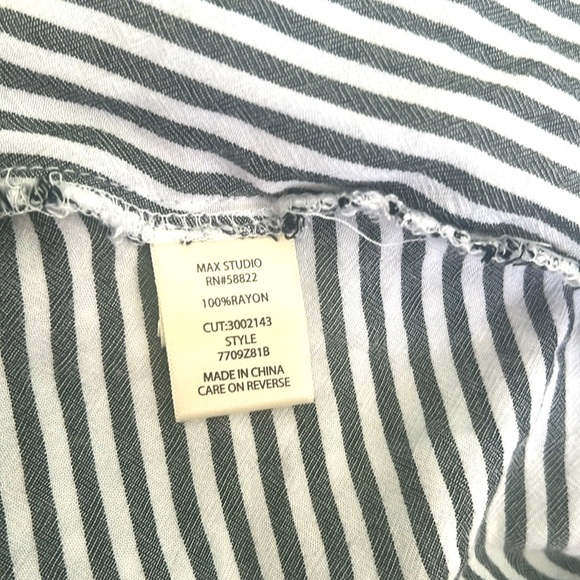 MAX STUDIO
RN#58822
100%RAYON
CUT:3002143
STYLE
7709Z81B
MADE IN CHINA
CARE ON REVERSE